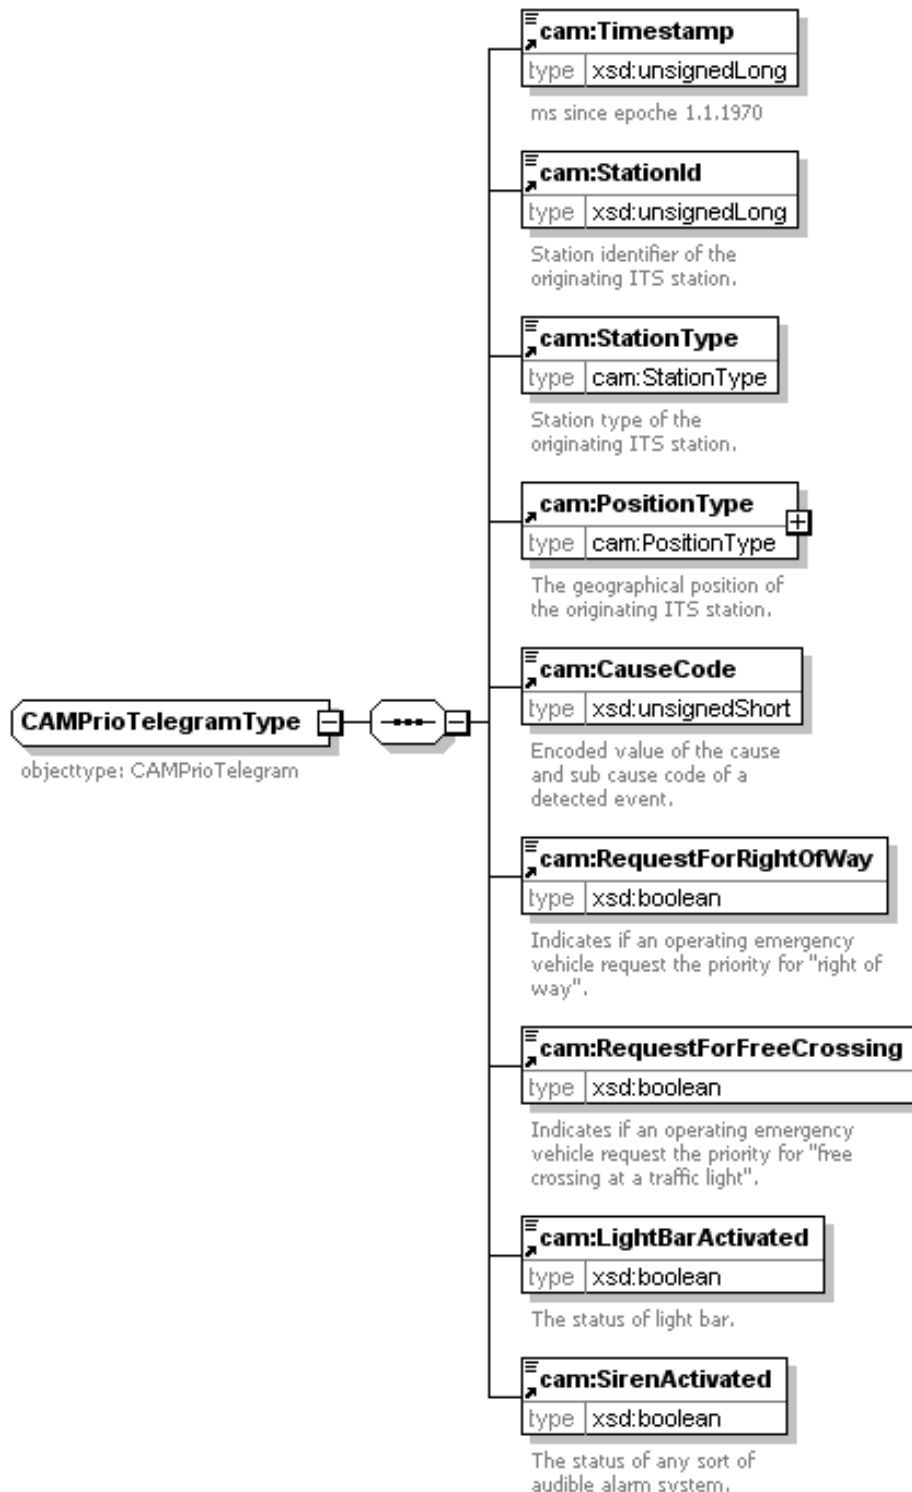 cam:Timestamp
type xsd:unsignedLong
ms since epoche 1.1.1970
cam:StationId
type xsd:unsignedLong
Station identifier of the
originating ITS station.
cam:StationType
type cam:StationType
Station type of the
originating ITS station.
cam:PositionType
type cam:PositionType
The geographical position of
the originating ITS station.
cam:CauseCode
type xsd:unsignedShort
Encoded value of the cause
and sub cause code of a
detected event.
CAMPrioTelegramType
objecttype: CAMPrioTelegram
cam:RequestForRightOfWay
type xsd:boolean
Indicates if an operating emergency
vehicle request the priority for "right of
way".
cam:RequestForFreeCrossing
type xsd:boolean
Indicates if an operating emergency
vehicle request the priority for "free
crossing at a traffic light".
cam:LightBarActivated
type xsd:boolean
The status of light bar.
cam:SirenActivated
type xsd:boolean
The status of any sort of
audible alarm system.